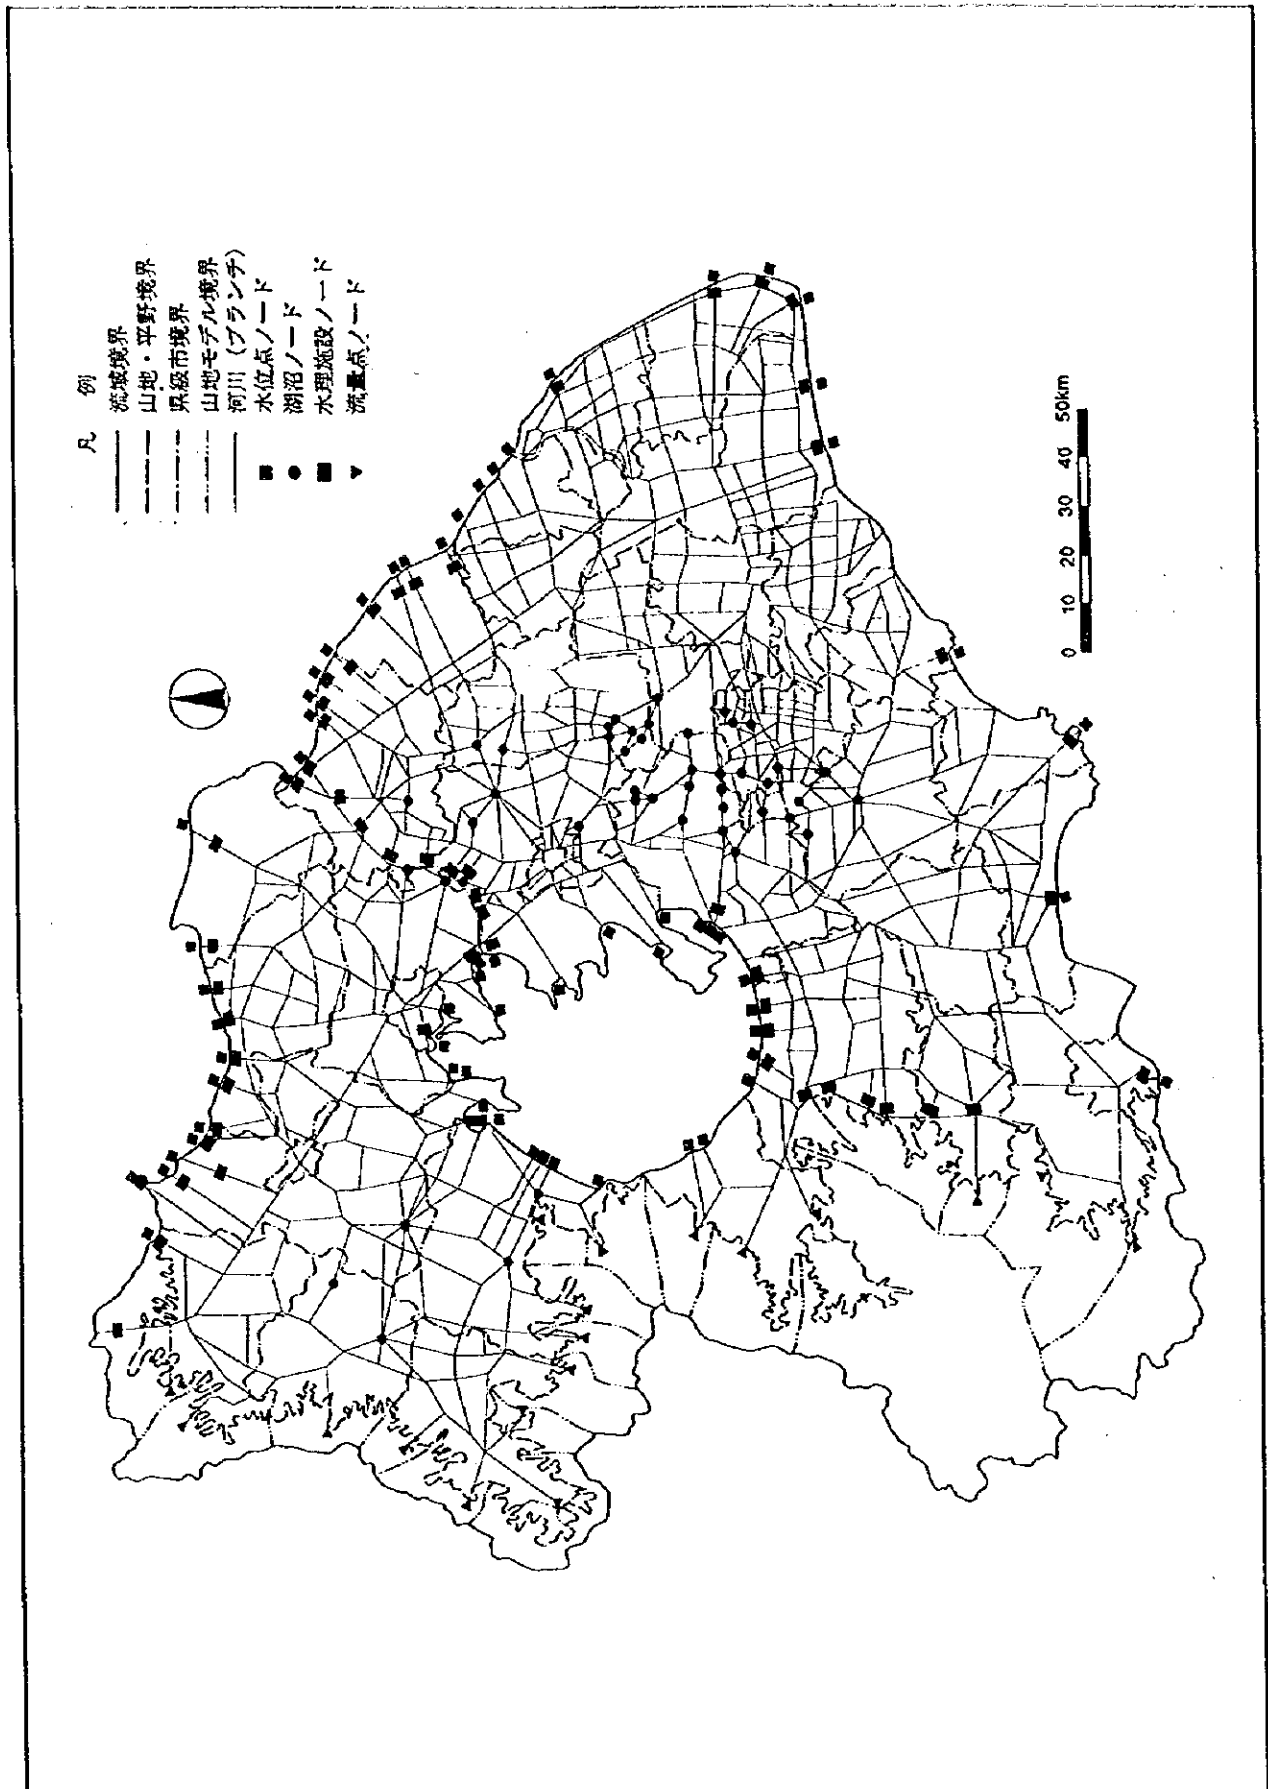 凡 例
流域境界
山地・平野境界
県級市境界
山地モデル境界
河川（ブランチ）
水位点ノード
湖沼ノード
水理施設ノード
流量点ノード
0 10 20 30 40 50km